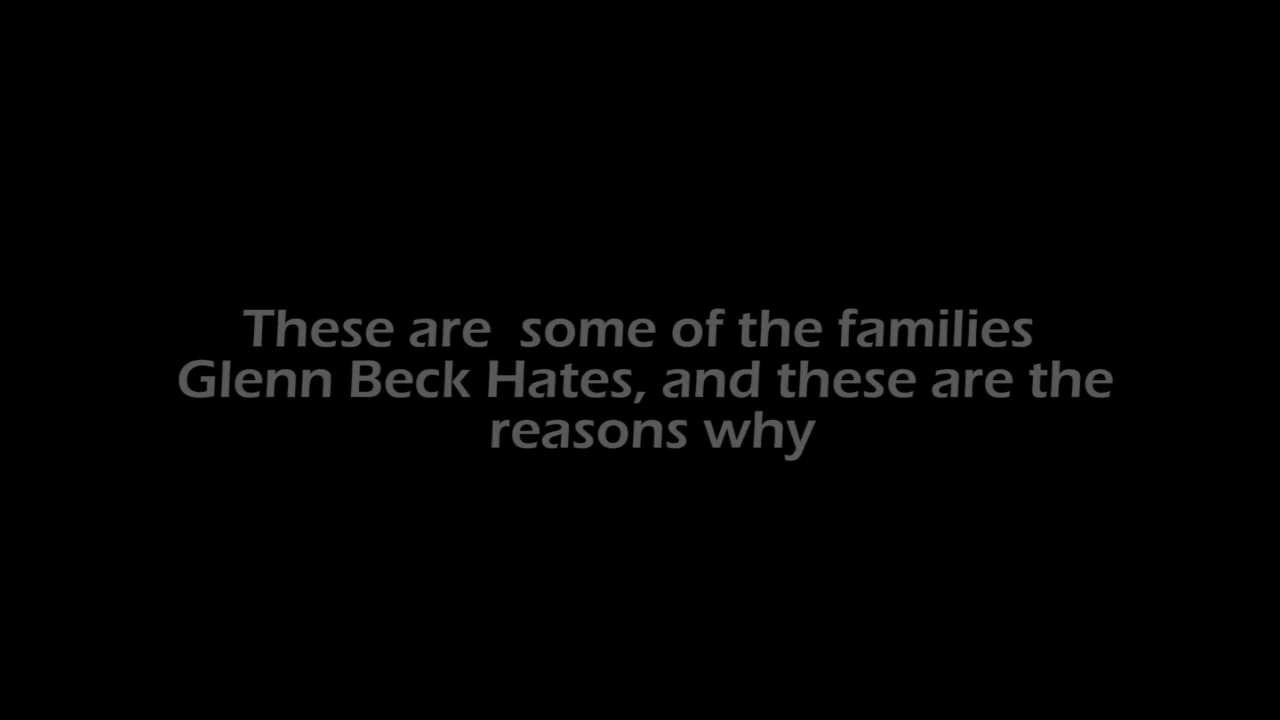 These are  some of the families
Glenn Beck Hates, and these are the
reasons why